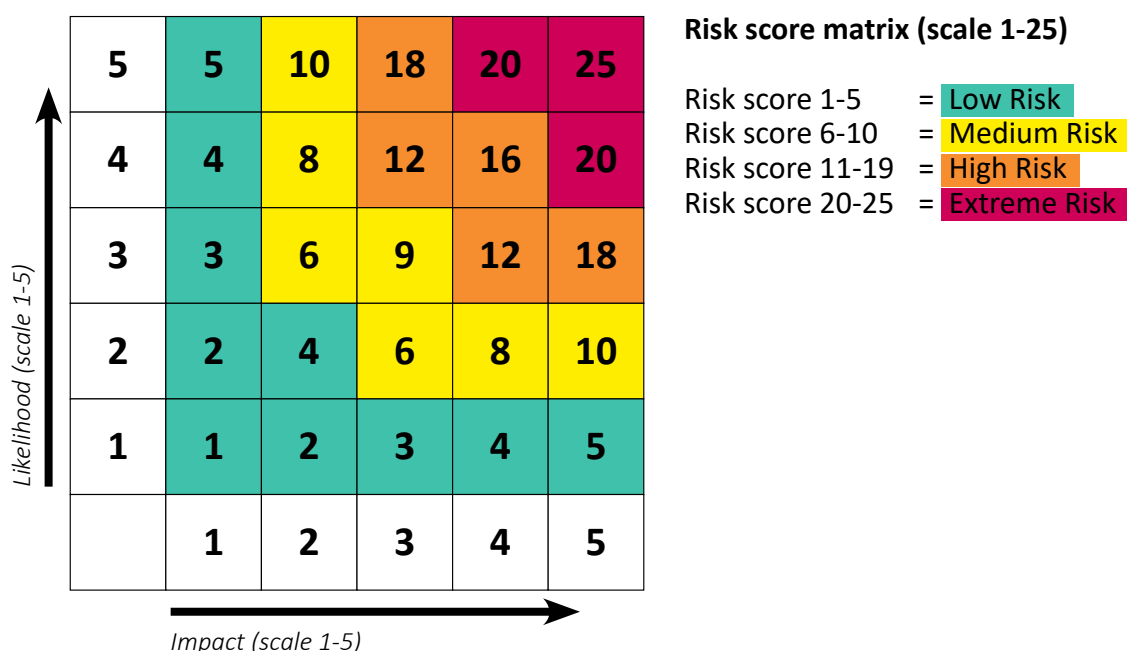 Risk score matrix (scale 1-25)
Risk score 1-5 = Low Risk
Risk score 6-10 = Medium Risk
Risk score 11-19 = High Risk
Risk score 20-25 = Extreme Risk
Likelihood (scale 1-5)
5 5 10 18 20 25
4 4 8 12 16 20
3 3 6 9 12 18
2 2 4 6 8 10
1 1 2 3 4 5
1 2 3 4 5
Impact (scale 1-5)